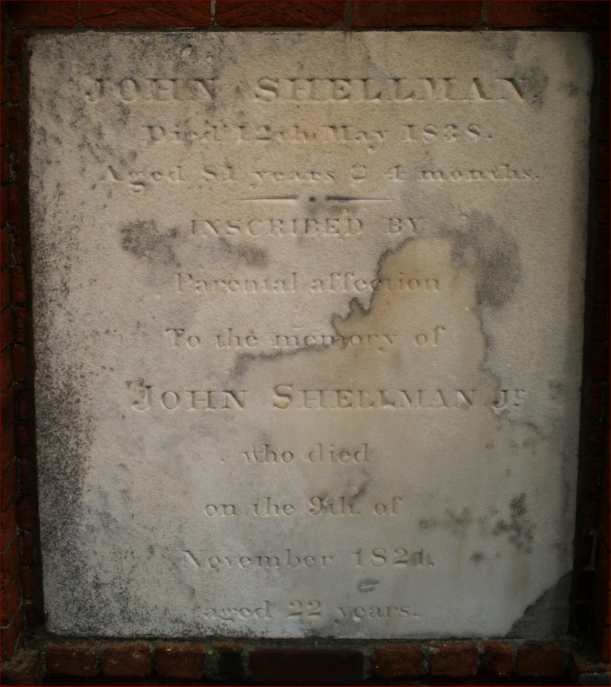 JOHN SHELLMAN.
Died 12th May 1838.
Aged 81 years & 4 months.
INSCRIBED BY
Parental affection
To the memory of
JOHN SHELLMAN Jr
who died
on the 9th. of
November 1821.
aged 22 years.